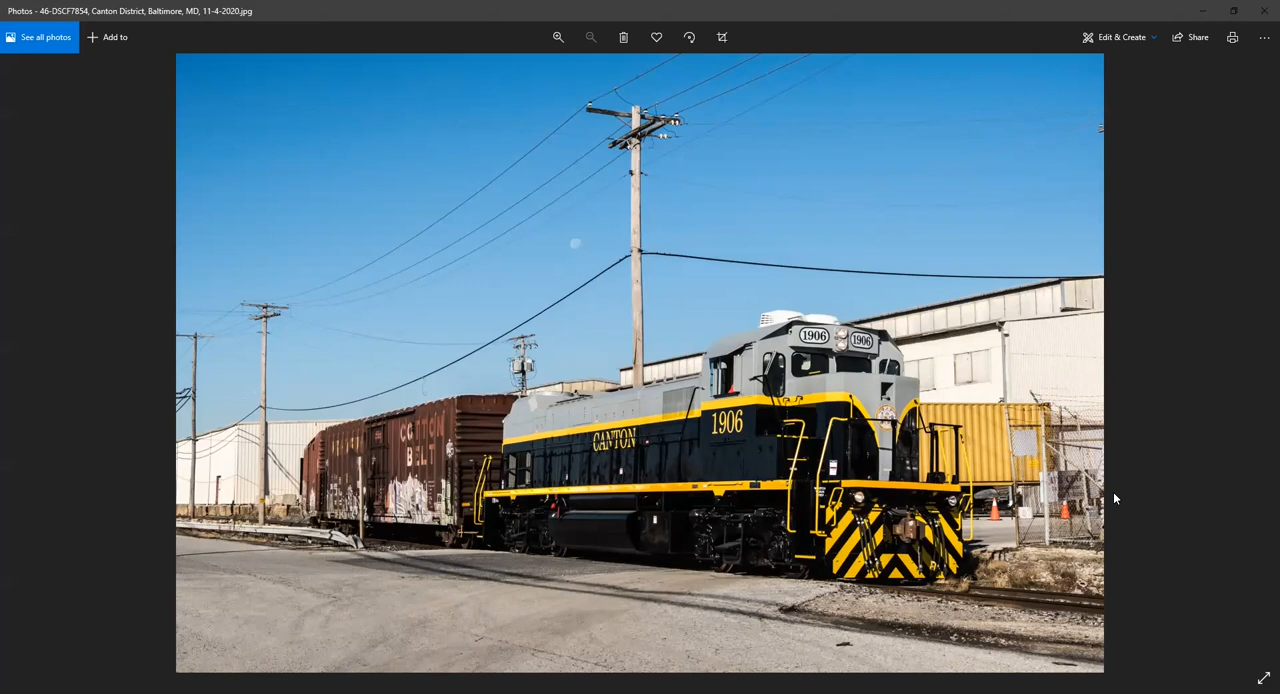 Photos - 46-DSCF7854, Canton District, Baltimore, MD, 11-4-2020.jpg
See all photos
Add to
Edit & Create
Share
1906
1906
1906
CANTON
COTTON
BELT